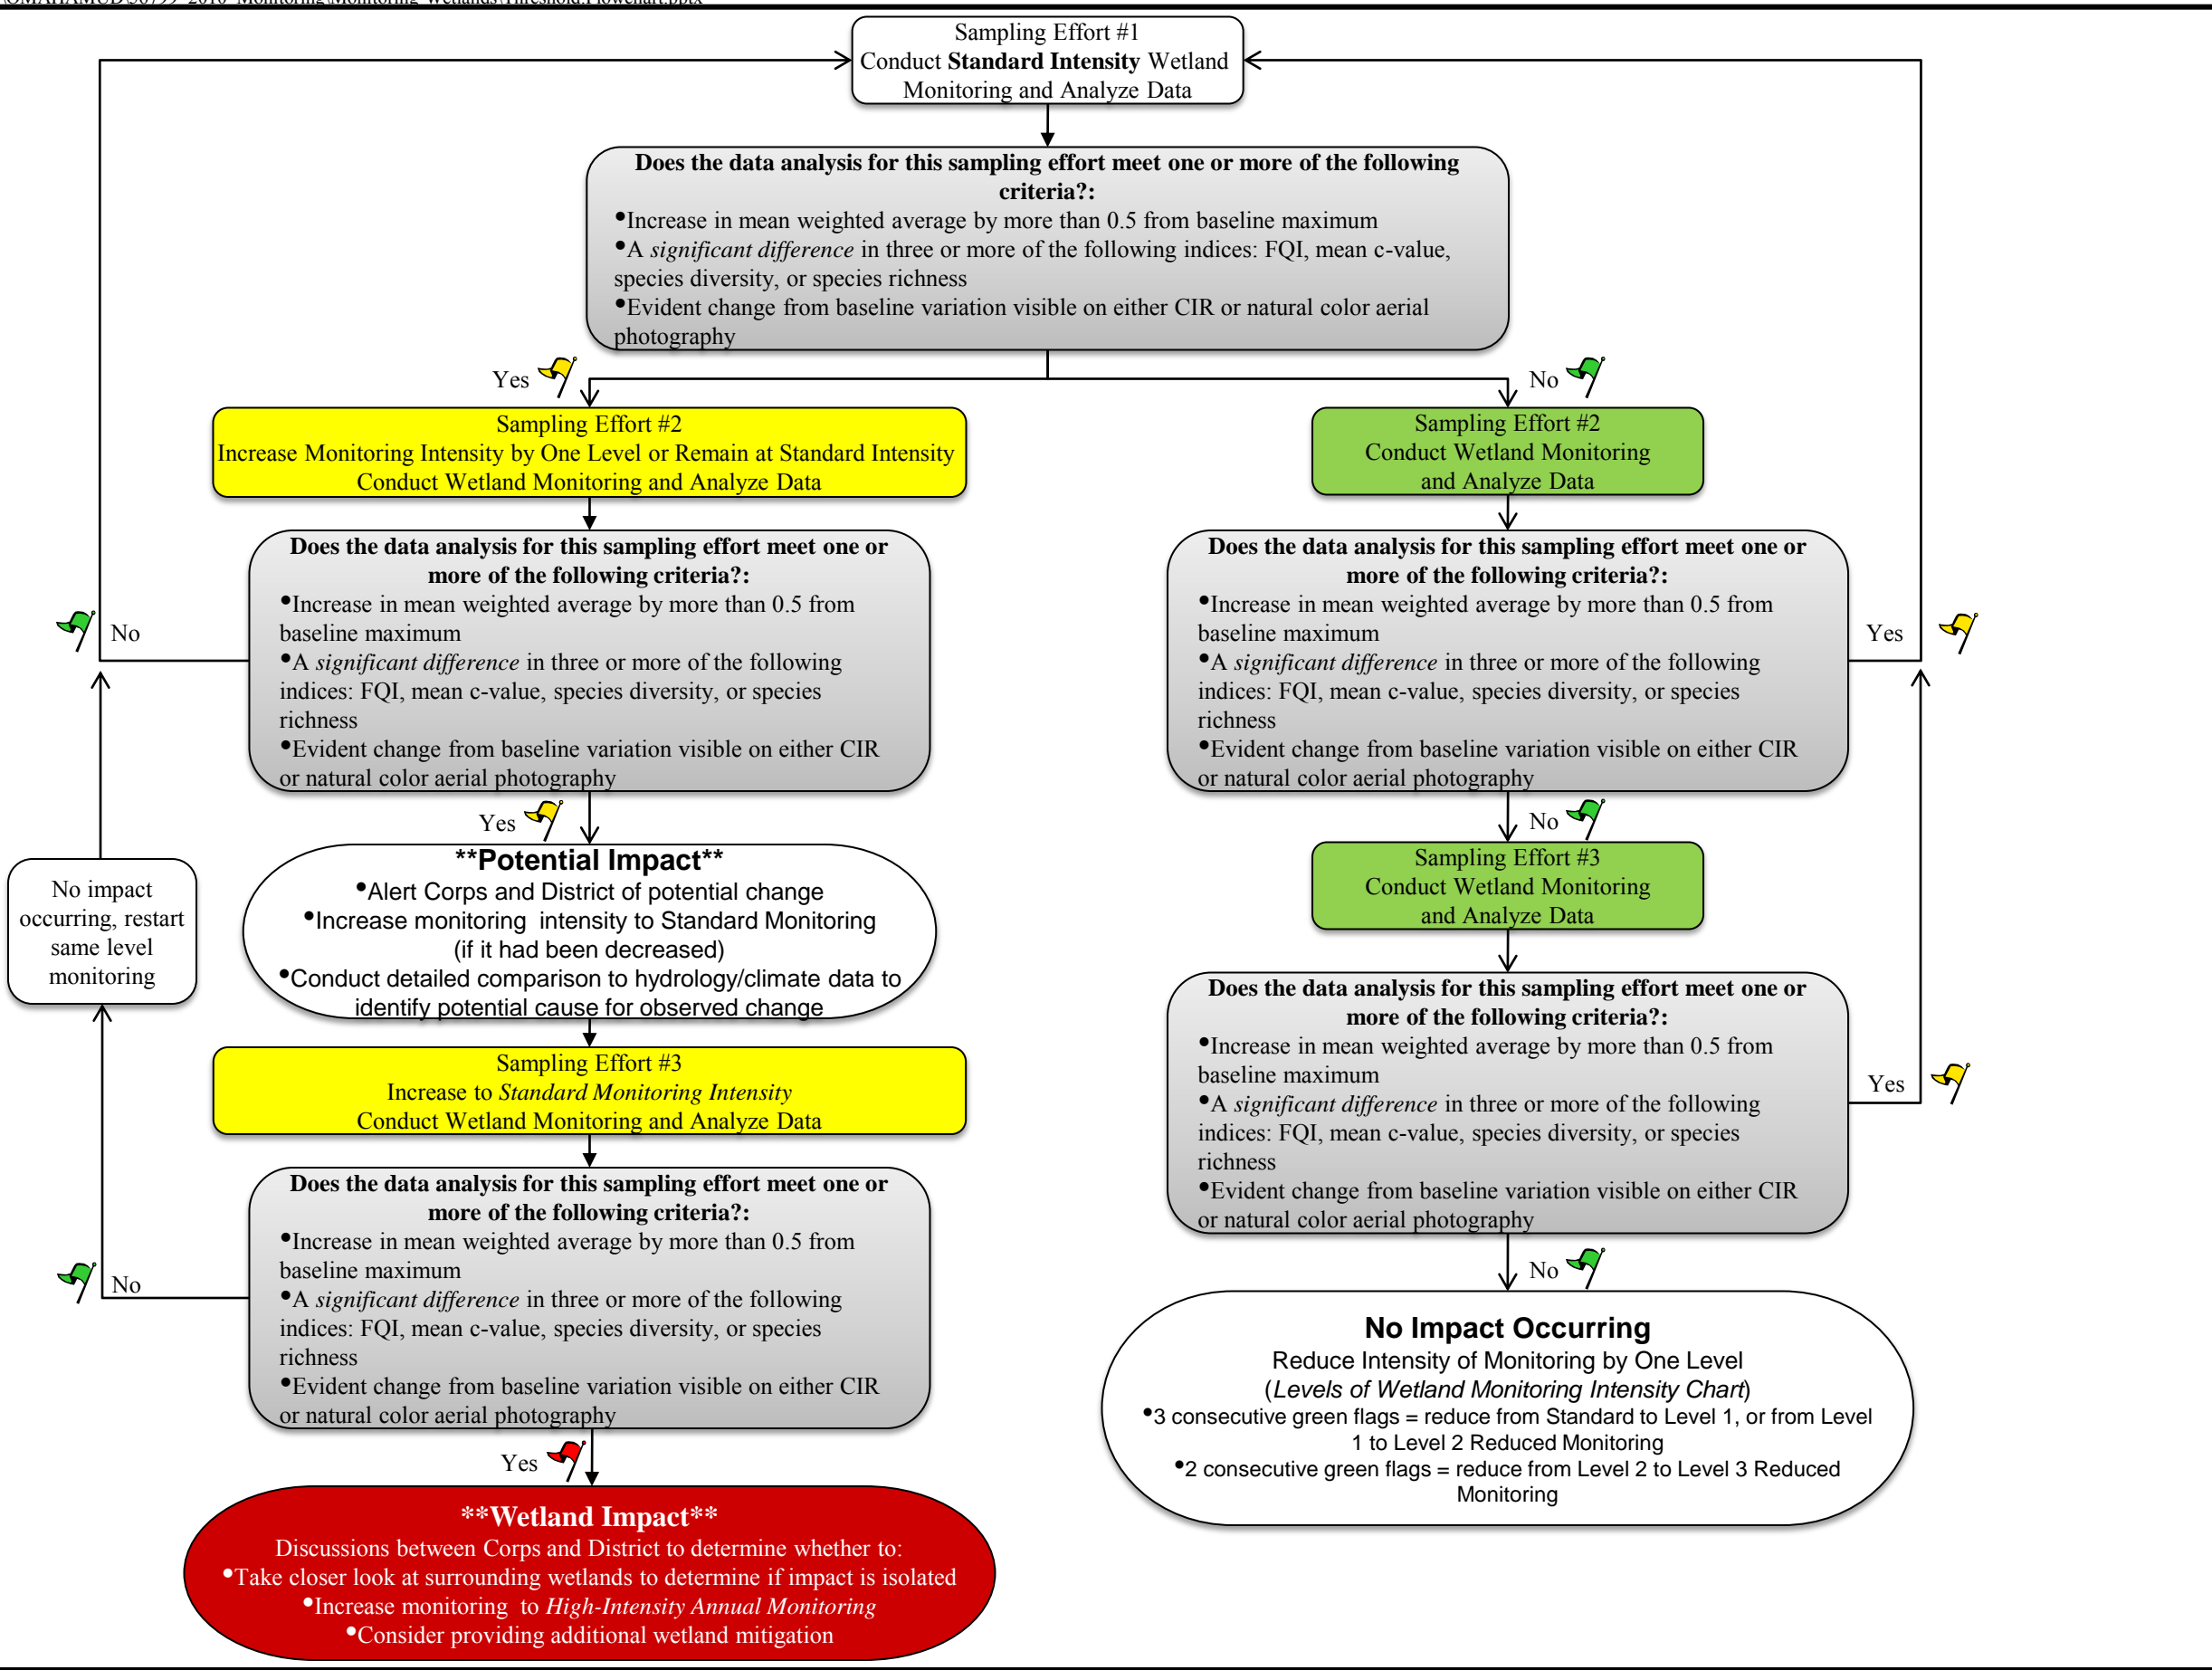 \OMAHAMUD\36799_2010_Monitoring\Monitoring_Wetlands\Threshold.Flowchart.pptx
Sampling Effort #1
Conduct Standard Intensity Wetland
Monitoring and Analyze Data
Does the data analysis for this sampling effort meet one or more of the following
criteria?:
•Increase in mean weighted average by more than 0.5 from baseline maximum
•A significant difference in three or more of the following indices: FQI, mean c-value,
species diversity, or species richness
•Evident change from baseline variation visible on either CIR or natural color aerial
photography
Yes
No
Sampling Effort #2
Increase Monitoring Intensity by One Level or Remain at Standard Intensity
Conduct Wetland Monitoring and Analyze Data
Sampling Effort #2
Conduct Wetland Monitoring
and Analyze Data
Does the data analysis for this sampling effort meet one or
more of the following criteria?:
•Increase in mean weighted average by more than 0.5 from
baseline maximum
•A significant difference in three or more of the following
indices: FQI, mean c-value, species diversity, or species
richness
•Evident change from baseline variation visible on either CIR
or natural color aerial photography
No
Does the data analysis for this sampling effort meet one or
more of the following criteria?:
•Increase in mean weighted average by more than 0.5 from
baseline maximum
•A significant difference in three or more of the following
indices: FQI, mean c-value, species diversity, or species
richness
•Evident change from baseline variation visible on either CIR
or natural color aerial photography
Yes
Yes
No
**Potential Impact**
•Alert Corps and District of potential change
•Increase monitoring intensity to Standard Monitoring
(if it had been decreased)
•Conduct detailed comparison to hydrology/climate data to
identify potential cause for observed change
Sampling Effort #3
Conduct Wetland Monitoring
and Analyze Data
No impact
occurring, restart
same level
monitoring
Sampling Effort #3
Increase to Standard Monitoring Intensity
Conduct Wetland Monitoring and Analyze Data
Does the data analysis for this sampling effort meet one or
more of the following criteria?:
•Increase in mean weighted average by more than 0.5 from
baseline maximum
•A significant difference in three or more of the following
indices: FQI, mean c-value, species diversity, or species
richness
•Evident change from baseline variation visible on either CIR
or natural color aerial photography
Yes
Does the data analysis for this sampling effort meet one or
more of the following criteria?:
•Increase in mean weighted average by more than 0.5 from
baseline maximum
•A significant difference in three or more of the following
indices: FQI, mean c-value, species diversity, or species
richness
•Evident change from baseline variation visible on either CIR
or natural color aerial photography
No
No
Yes
No Impact Occurring
Reduce Intensity of Monitoring by One Level
(Levels of Wetland Monitoring Intensity Chart)
•3 consecutive green flags = reduce from Standard to Level 1, or from Level
1 to Level 2 Reduced Monitoring
•2 consecutive green flags = reduce from Level 2 to Level 3 Reduced
Monitoring
**Wetland Impact**
Discussions between Corps and District to determine whether to:
•Take closer look at surrounding wetlands to determine if impact is isolated
•Increase monitoring to High-Intensity Annual Monitoring
•Consider providing additional wetland mitigation